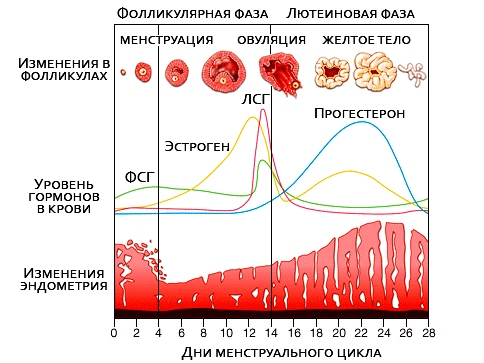 Фолликулярная фаза Лютеиновая фаза
Менструация Овуляция Желтое тело
Изменения в
фолликулах
ЛСГ
Прогестерон
Эстроген
ФСГ
Уровень
гормонов
в крови
Изменения
эндометрия
0 2 4 6 8 10 12 14 16 18 20 22 24 26 28
Дни менструального цикла